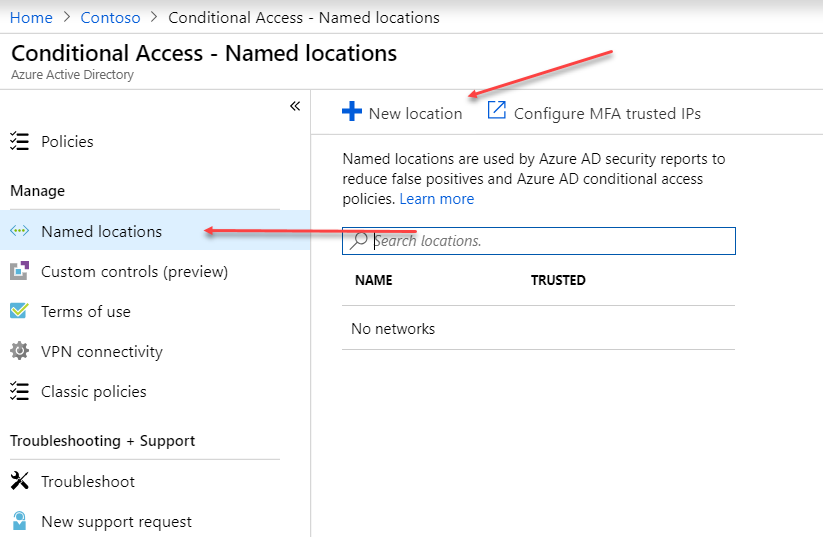 Home > Contoso > Conditional Access - Named locations
Conditional Access - Named locations
Azure Active Directory
«
Policies
Manage
Named locations
Custom controls (preview)
Terms of use
VPN connectivity
Classic policies
Troubleshooting + Support
Troubleshoot
New support request
New location Configure MFA trusted IPs
Named locations are used by Azure AD security reports to
reduce false positives and Azure AD conditional access
policies. Learn more
Search locations.
NAME TRUSTED
No networks